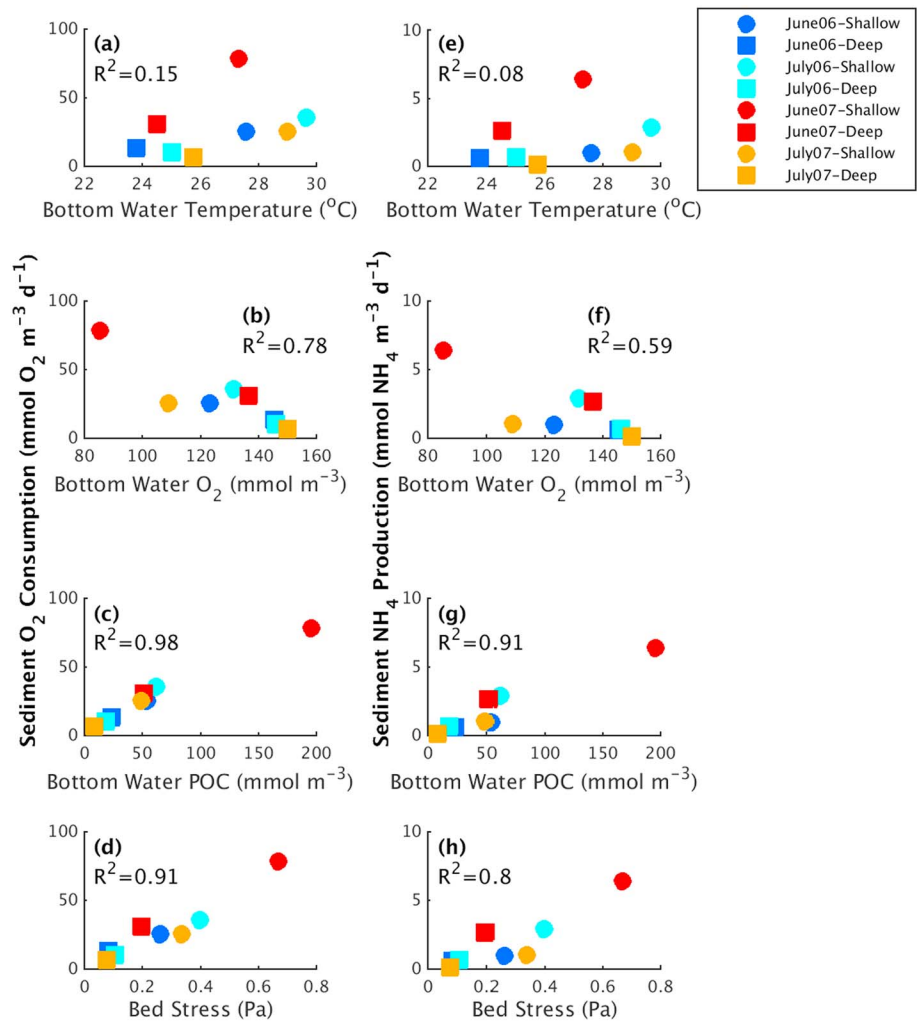 (a)
R²=0.15
100
50
0
22 24 26 28 30
Bottom Water Temperature (°C)
(e)
R²=0.08
10
5
0
22 24 26 28 30
Bottom Water Temperature (°C)
June06-Shallow
June06-Deep
July06-Shallow
July06-Deep
June07-Shallow
June07-Deep
July07-Shallow
July07-Deep
Sediment O₂ Consumption (mmol O₂ m⁻³ d⁻¹)
(b)
R²=0.78
100
50
0
80 100 120 140 160
Bottom Water O₂ (mmol m⁻³)
Sediment NH₄ Production (mmol NH₄ m⁻³ d⁻¹)
(f)
R²=0.59
10
5
0
80 100 120 140 160
Bottom Water O₂ (mmol m⁻³)
(c)
R²=0.98
100
50
0
0 50 100 150 200
Bottom Water POC (mmol m⁻³)
(g)
R²=0.91
10
5
0
0 50 100 150 200
Bottom Water POC (mmol m⁻³)
(d)
R²=0.91
100
50
0
0 0.2 0.4 0.6 0.8
Bed Stress (Pa)
(h)
R²=0.8
10
5
0
0 0.2 0.4 0.6 0.8
Bed Stress (Pa)